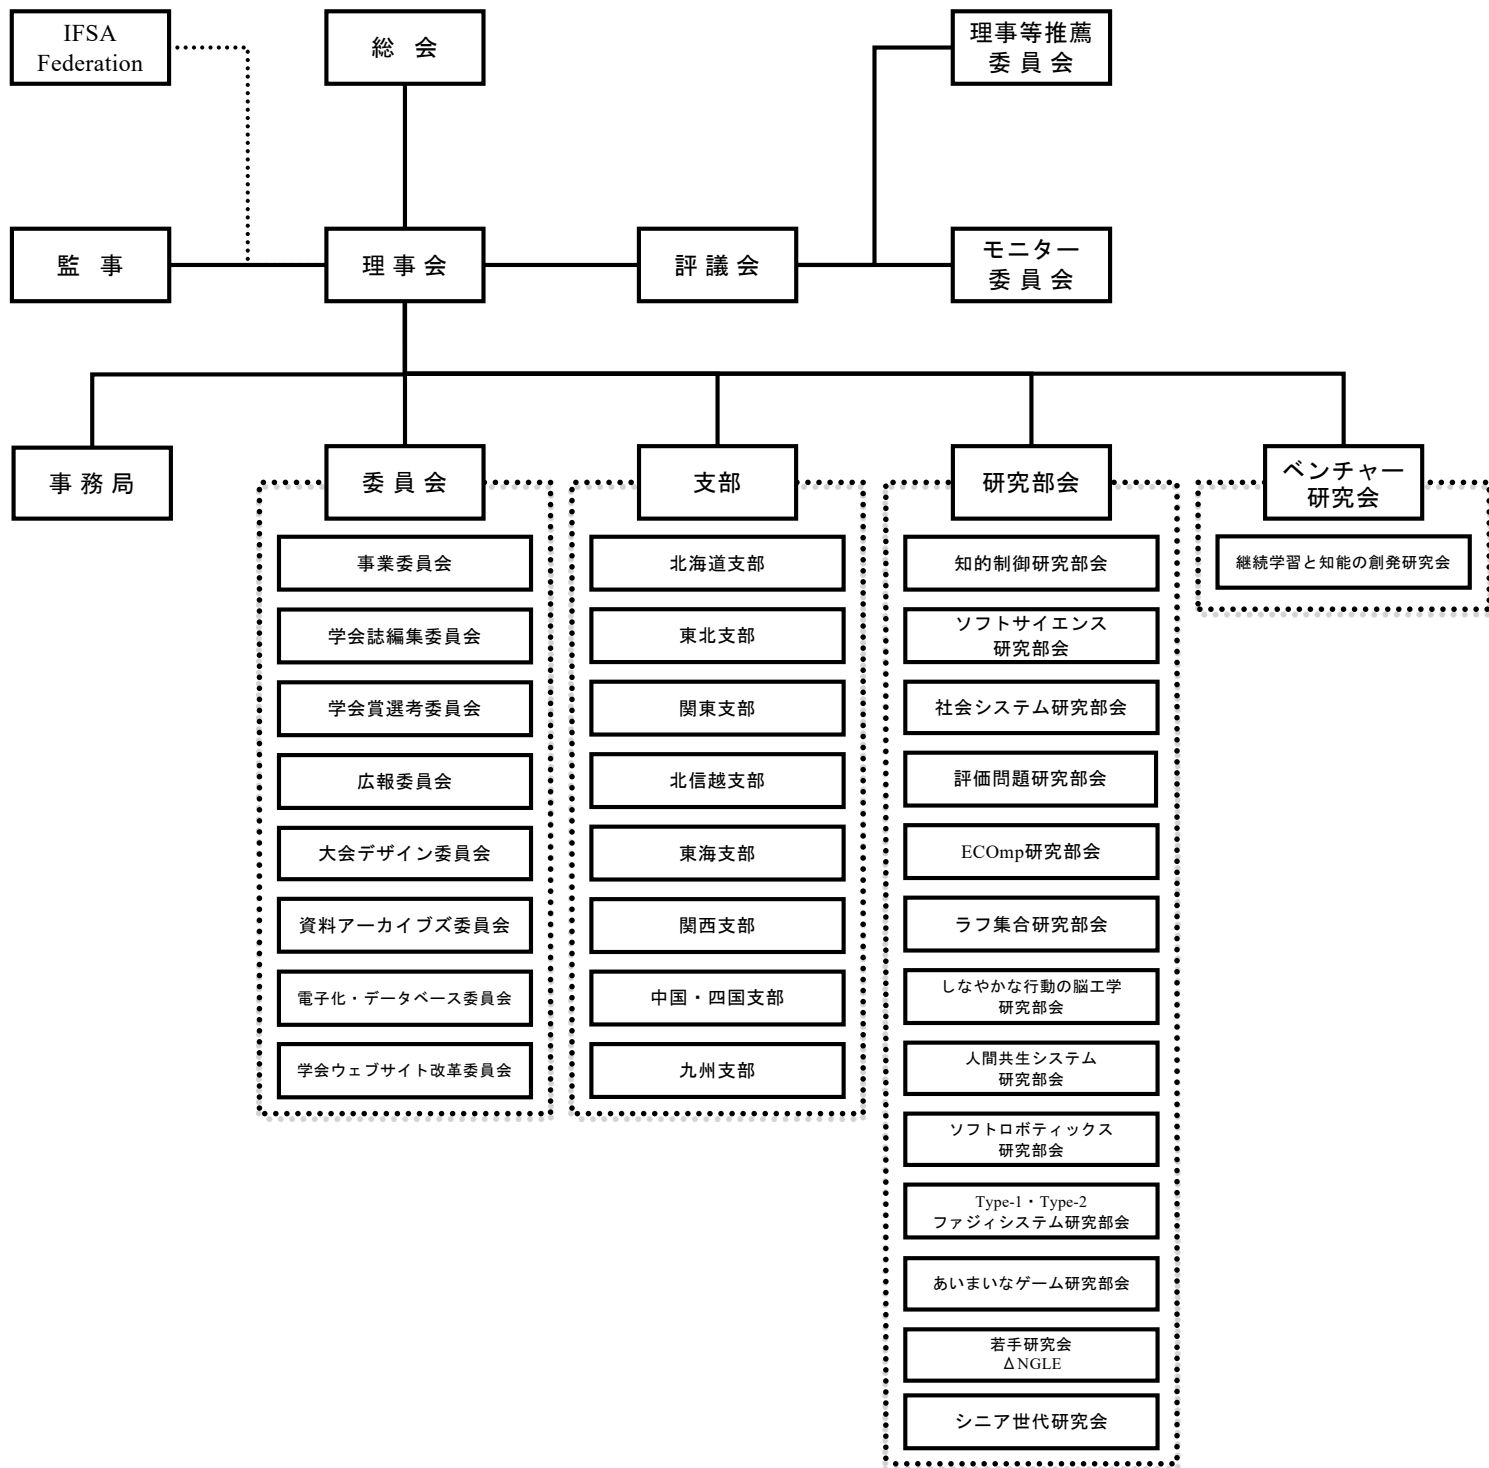 IFSA
Federation
総 会
理事等推薦
委 員 会
監 事
理 事 会
評 議 会
モニター
委 員 会
事 務 局
委 員 会
支部
研究部会
ベンチャー
研究会
事業委員会
学会誌編集委員会
学会賞選考委員会
広報委員会
大会デザイン委員会
資料アーカイブズ委員会
電子化・データベース委員会
学会ウェブサイト改革委員会
北海道支部
東北支部
関東支部
北信越支部
東海支部
関西支部
中国・四国支部
九州支部
知的制御研究部会
ソフトサイエンス
研究部会
社会システム研究部会
評価問題研究部会
ECOmp研究部会
ラフ集合研究部会
しなやかな行動の脳工学
研究部会
人間共生システム
研究部会
ソフトロボティックス
研究部会
Type-1・Type-2
ファジィシステム研究部会
あいまいなゲーム研究部会
若手研究会
ΔNGLE
シニア世代研究会
継続学習と知能の創発研究会